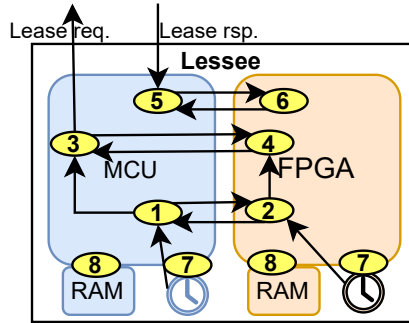 Lease req. Lease rsp.
Lessee
5 6
3 4
MCU FPGA
1 2
8 7 8 7
RAM RAM